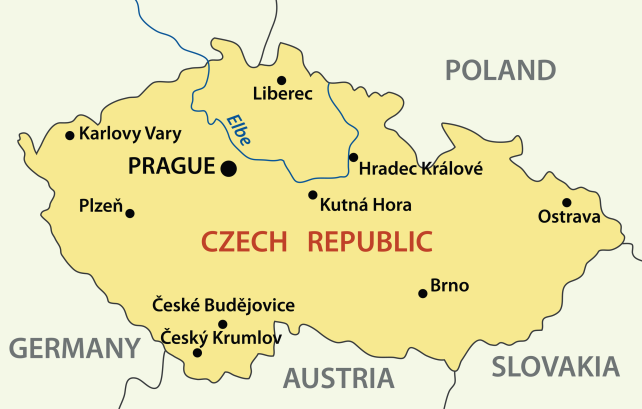 POLAND
Liberec
Elbe
Karlovy Vary
PRAGUE
Hradec Králové
Plzeň
Kutná Hora
Ostrava
CZECH REPUBLIC
Brno
České Budějovice
Český Krumlov
GERMANY
AUSTRIA
SLOVAKIA